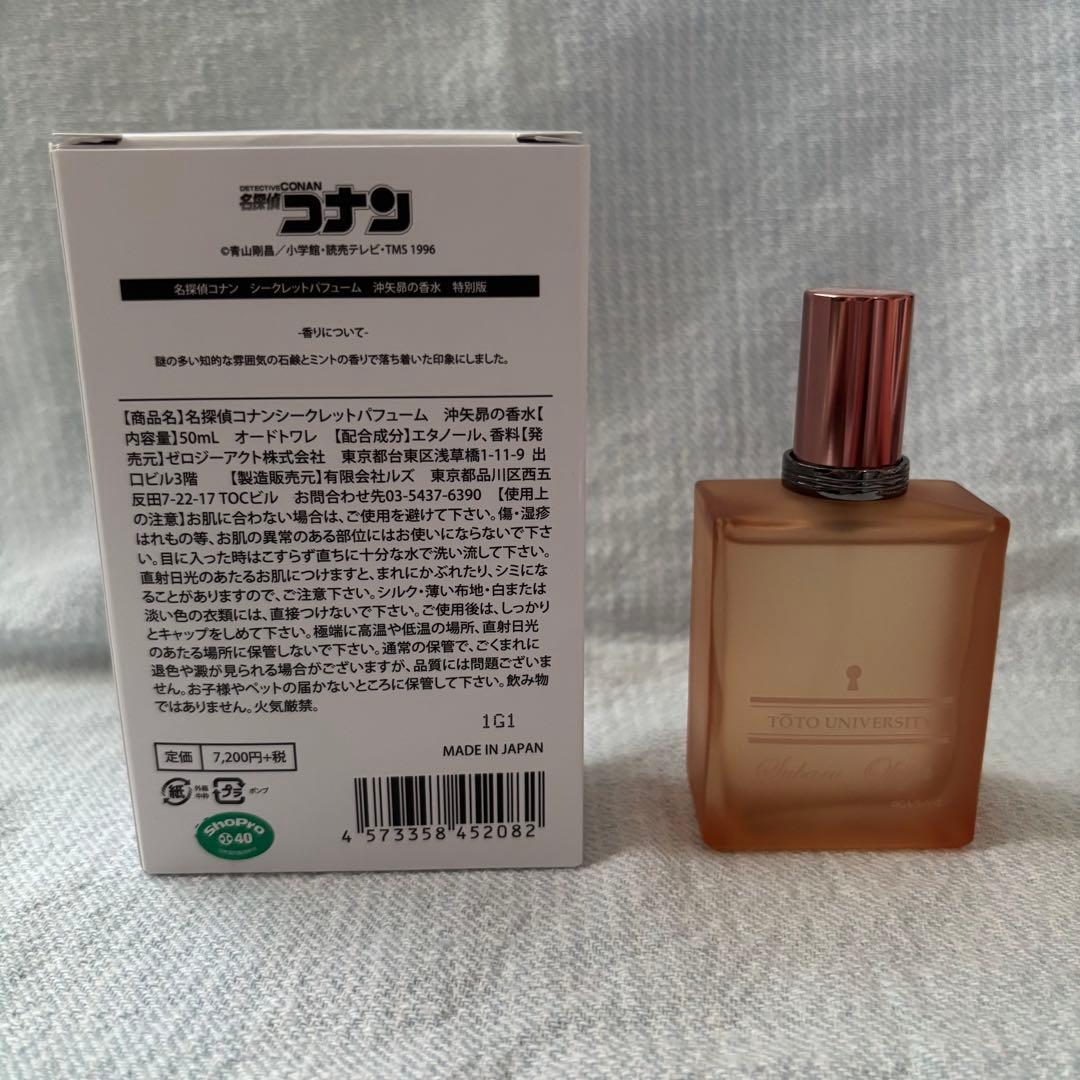 DETECTIVE CONAN
名探偵コナン
©青山剛昌／小学館・読売テレビ・TMS 1996
名探偵コナン　シークレットパフューム　沖矢昴の香水　特別版
-香りについて-
謎の多い知的な雰囲気の石鹸とミントの香りで落ち着いた印象にしました。
【商品名】名探偵コナンシークレットパフューム　沖矢昴の香水【
内容量】50mL　オードトワレ　【配合成分】エタノール、香料【発
売元】ゼロジーアクト株式会社　東京都台東区浅草橋1-11-9 出
口ビル3階　　【製造販売元】有限会社ルズ　東京都品川区西五
反田7-22-17 TOCビル　お問合わせ先03-5437-6390　【使用上
の注意】お肌に合わない場合は、ご使用を避けて下さい。傷・湿疹
はれもの等、お肌の異常のある部位にはお使いにならないで下さ
い。目に入った時はこすらず直ちに十分な水で洗い流して下さい。
直射日光のあたるお肌につけますと、まれにかぶれたり、シミにな
ることがありますので、ご注意下さい。シルク・薄い布地・白または
淡い色の衣類には、直接つけないで下さい。ご使用後は、しっかり
とキャップをしめて下さい。極端に高温や低温の場所、直射日光
のあたる場所に保管しないで下さい。通常の保管で、ごくまれに
退色や澱が見られる場合がございますが、品質には問題ございま
せん。お子様やペットの届かないところに保管して下さい。飲み物
ではありません。火気厳禁。
1G1
定価 7,200円+税
MADE IN JAPAN
紙 外箱 中枠 プラ ポンプ
ShoPro
40
4 573358 452082
TŌTO UNIVERSITY
Subaru